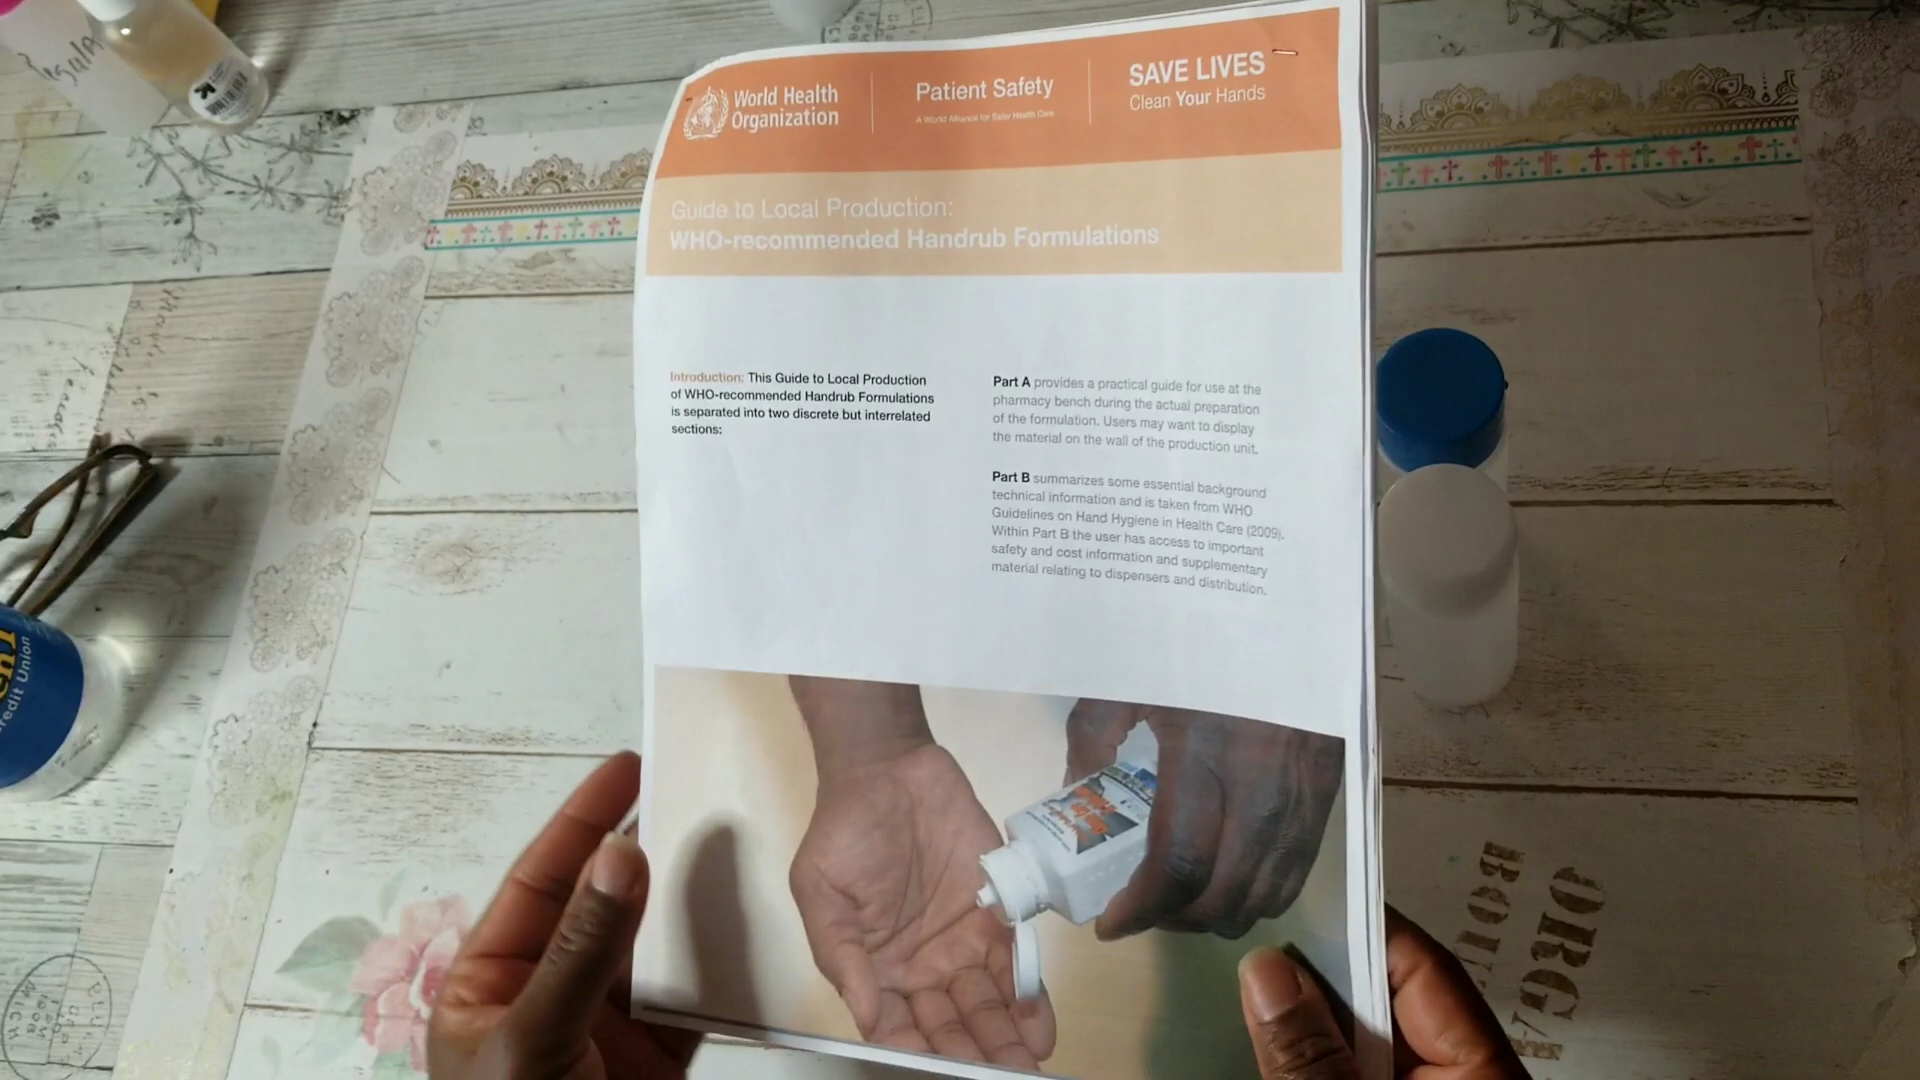 World Health
Organization
Patient Safety
A World Alliance for Safer Health Care
SAVE LIVES
Clean Your Hands
Guide to Local Production:
WHO-recommended Handrub Formulations
Introduction: This Guide to Local Production
of WHO-recommended Handrub Formulations
is separated into two discrete but interrelated
sections:
Part A provides a practical guide for use at the
pharmacy bench during the actual preparation
of the formulation. Users may want to display
the material on the wall of the production unit.
Part B summarizes some essential background
technical information and is taken from WHO
Guidelines on Hand Hygiene in Health Care (2009).
Within Part B the user has access to important
safety and cost information and supplementary
material relating to dispensers and distribution.
redit Union